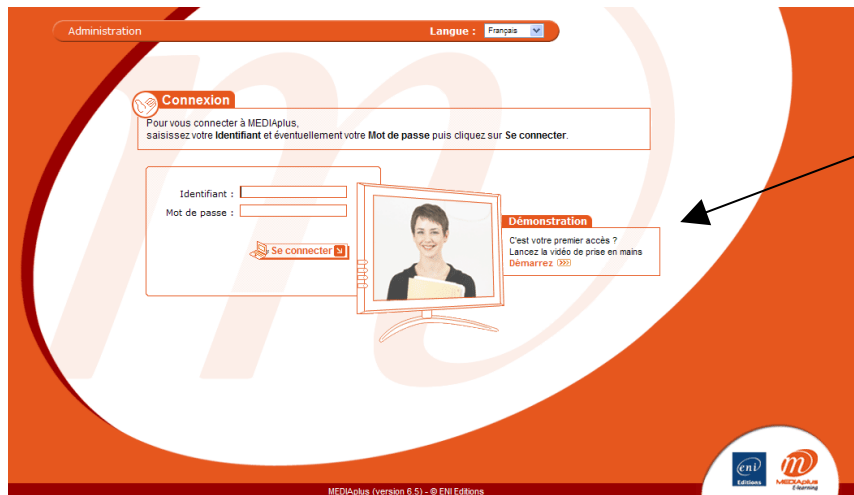 Administration
Langue : Français
Connexion
Pour vous connecter à MEDIAplus,
saisissez votre Identifiant et éventuellement votre Mot de passe puis cliquez sur Se connecter.
Identifiant :
Mot de passe :
Se connecter
Démonstration
C'est votre premier accès ?
Lancez la vidéo de prise en mains
Démarrez
eni
Editions
m
MEDIAplus
E-learning
MEDIAplus (version 6.5) - © ENI Editions